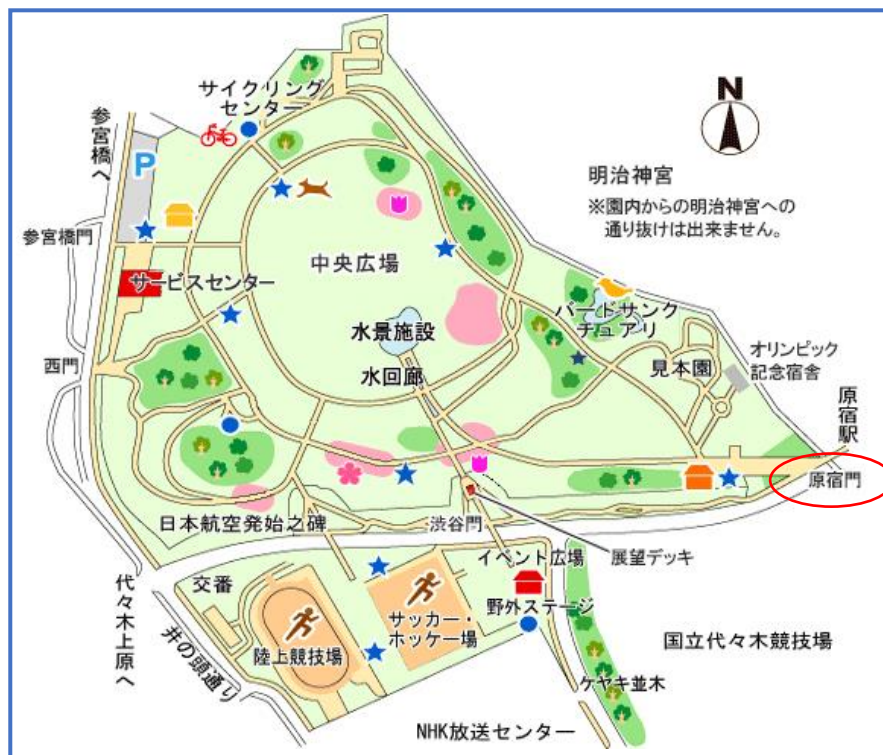 サイクリング
センター
N
参宮橋へ
P
明治神宮
※園内からの明治神宮への
通り抜けは出来ません。
参宮橋門
中央広場
サービスセンター
バードサンク
チュアリ
水景施設
オリンピック
記念宿舎
西門
水回廊
見本園
原宿駅
原宿門
日本航空発始之碑
渋谷門
イベント広場
展望デッキ
交番
代々木上原へ
井の頭通り
陸上競技場
サッカー・
ホッケー場
野外ステージ
国立代々木競技場
ケヤキ並木
NHK放送センター